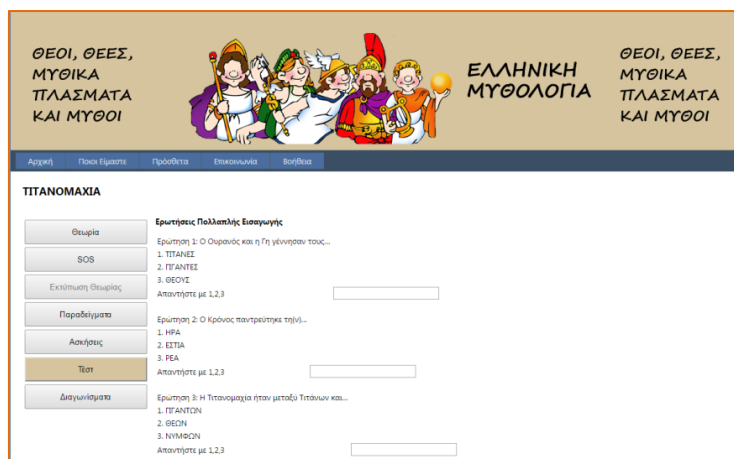 ΘΕΟΙ, ΘΕΕΣ,
ΜΥΘΙΚΑ
ΠΛΑΣΜΑΤΑ
ΚΑΙ ΜΥΘΟΙ
ΕΛΛΗΝΙΚΗ
ΜΥΘΟΛΟΓΙΑ
ΘΕΟΙ, ΘΕΕΣ,
ΜΥΘΙΚΑ
ΠΛΑΣΜΑΤΑ
ΚΑΙ ΜΥΘΟΙ
Αρχική Ποιοι Είμαστε Πρόσθετα Επικοινωνία Βοήθεια
ΤΙΤΑΝΟΜΑΧΙΑ
Θεωρία
SOS
Εκτύπωση Θεωρίας
Παραδείγματα
Ασκήσεις
Τέστ
Διαγωνίσματα
Ερωτήσεις Πολλαπλής Εισαγωγής
Ερώτηση 1: Ο Ουρανός και η Γη γέννησαν τους...
1. ΤΙΤΑΝΕΣ
2. ΓΙΓΑΝΤΕΣ
3. ΘΕΟΥΣ
Απαντήστε με 1,2,3
Ερώτηση 2: Ο Κρόνος παντρεύτηκε τη(ν)...
1. ΗΡΑ
2. ΕΣΤΙΑ
3. ΡΕΑ
Απαντήστε με 1,2,3
Ερώτηση 3: Η Τιτανομαχία ήταν μεταξύ Τιτάνων και...
1. ΓΙΓΑΝΤΩΝ
2. ΘΕΩΝ
3. ΝΥΜΦΩΝ
Απαντήστε με 1,2,3